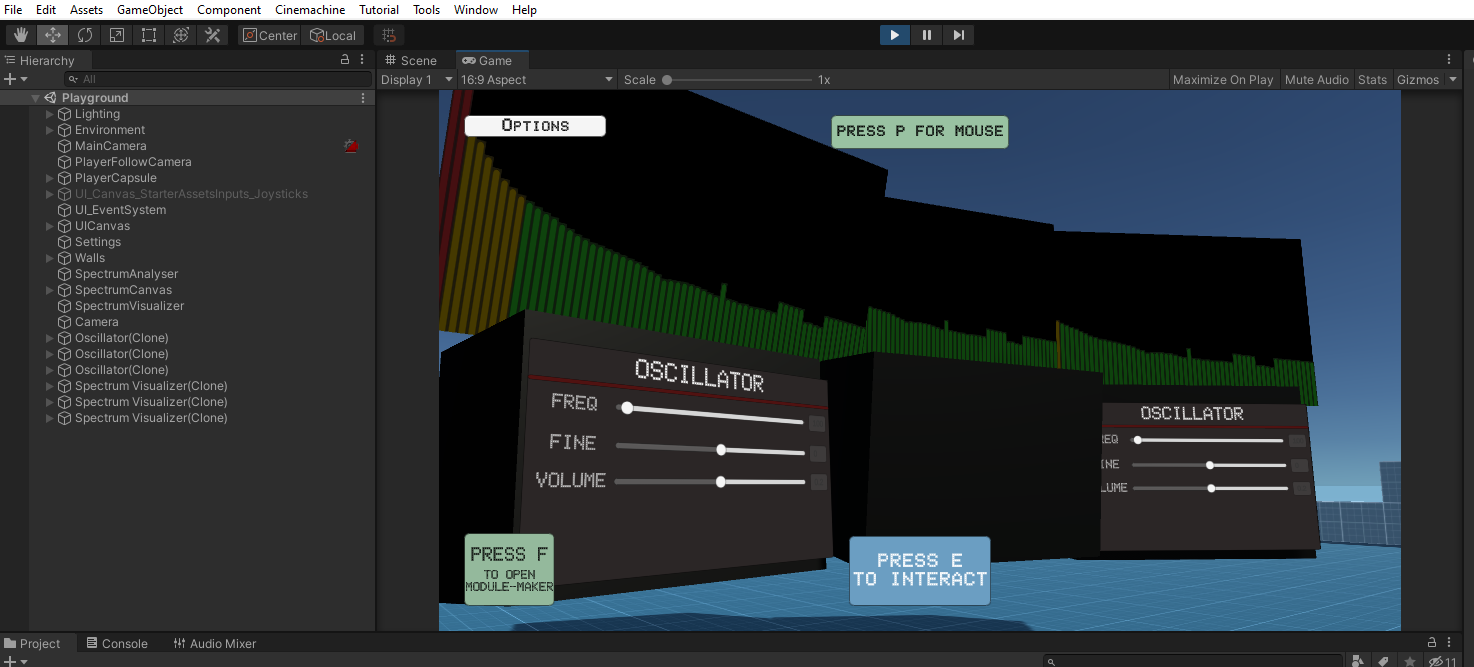 File Edit Assets GameObject Component Cinemachine Tutorial Tools Window Help
Center Local
Hierarchy
Scene Game
All
Display 1 16:9 Aspect Scale 1x Maximize On Play Mute Audio Stats Gizmos
Playground
Lighting
Environment
MainCamera
PlayerFollowCamera
PlayerCapsule
UI_Canvas_StarterAssetsInputs_Joysticks
UI_EventSystem
UICanvas
Settings
Walls
SpectrumAnalyser
SpectrumCanvas
SpectrumVisualizer
Camera
Oscillator(Clone)
Oscillator(Clone)
Oscillator(Clone)
Spectrum Visualizer(Clone)
Spectrum Visualizer(Clone)
Spectrum Visualizer(Clone)
OPTIONS
PRESS P FOR MOUSE
OSCILLATOR
FREQ
FINE
VOLUME
OSCILLATOR
REQ
INE
LUME
PRESS F
TO OPEN
MODULE-MAKER
PRESS E
TO INTERACT
Project Console Audio Mixer
11